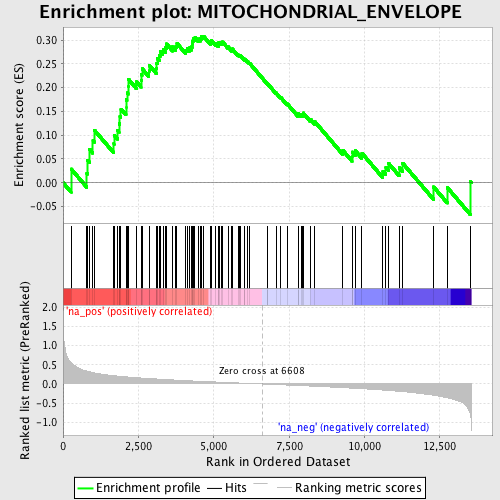 Enrichment plot: MITOCHONDRIAL_ENVELOPE
Enrichment score (ES)
0.30
0.25
0.20
0.15
0.10
0.05
0.00
-0.05
'na_pos' (positively correlated)
Ranked list metric (PreRanked)
2.0
1.5
1.0
0.5
0.0
-0.5
-1.0
Zero cross at 6608
'na_neg' (negatively correlated)
0 2,500 5,000 7,500 10,000 12,500
Rank in Ordered Dataset
Enrichment profile Hits Ranking metric scores